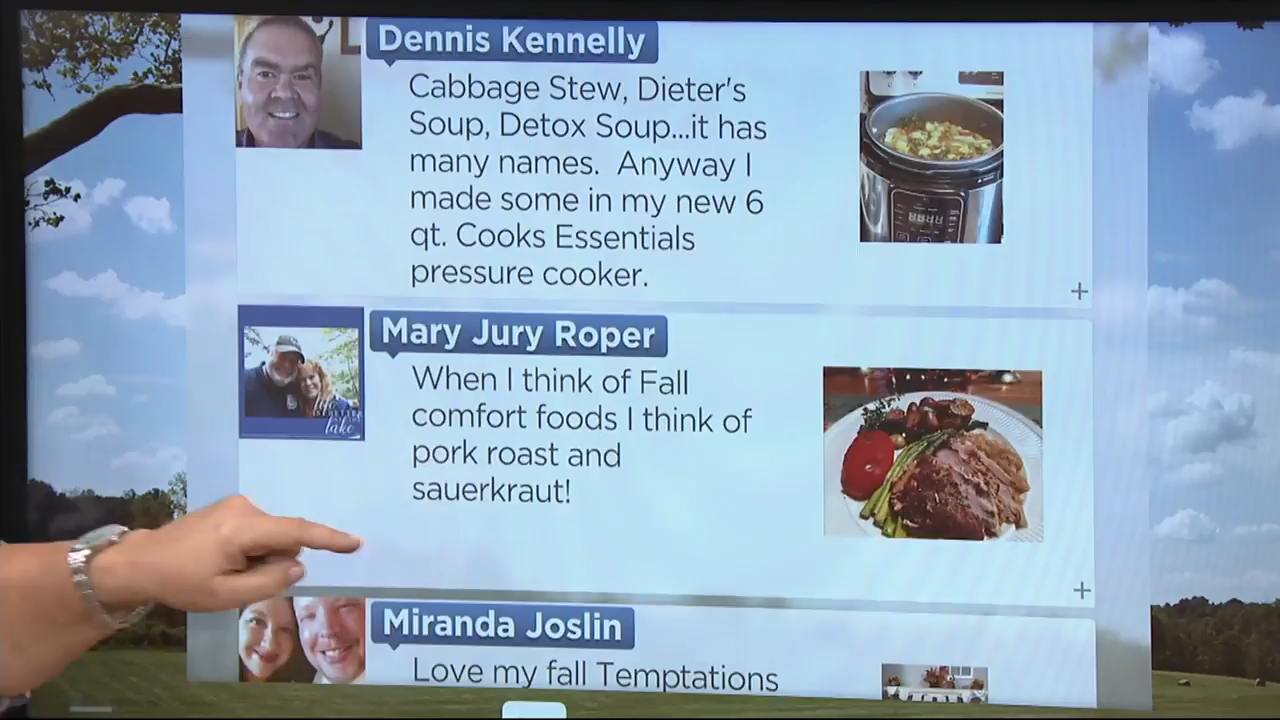 Dennis Kennelly
Cabbage Stew, Dieter's
Soup, Detox Soup...it has
many names. Anyway I
made some in my new 6
qt. Cooks Essentials
pressure cooker.
+
Mary Jury Roper
When I think of Fall
comfort foods I think of
pork roast and
sauerkraut!
lake
+
Miranda Joslin
Love my fall Temptations